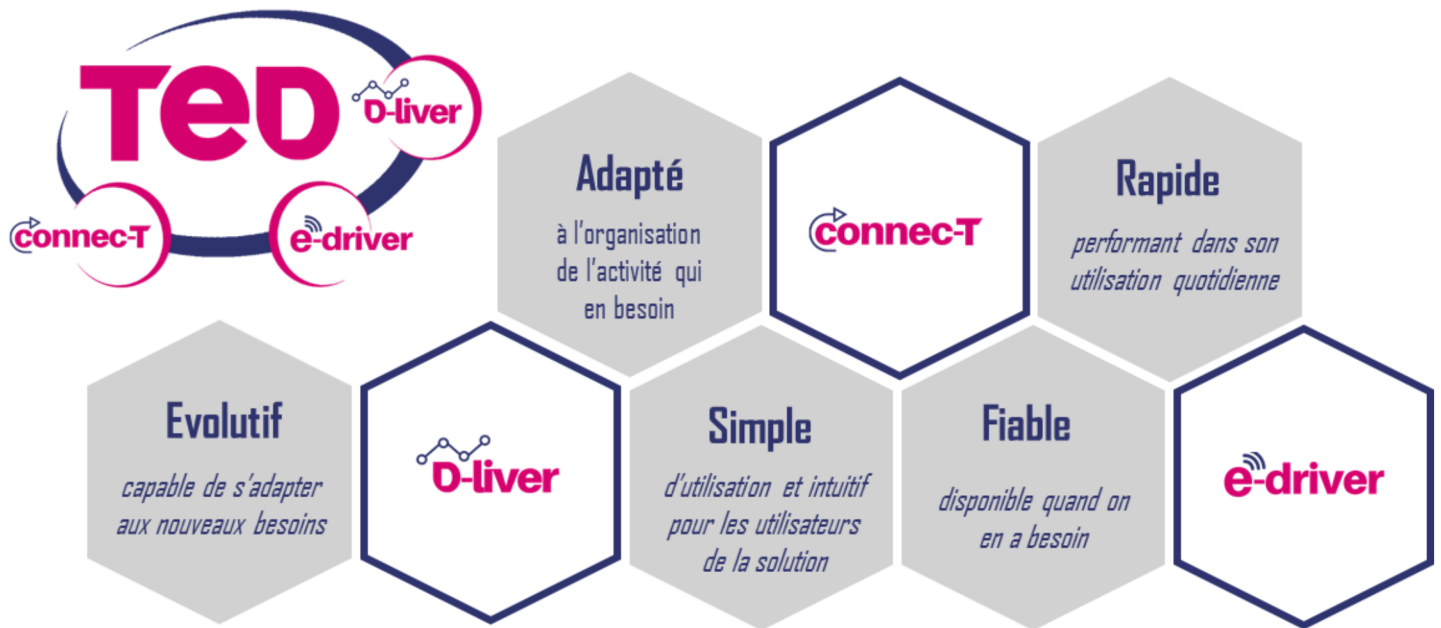 TED
D-liver
connec-T
e-driver
Adapté
à l'organisation
de l'activité qui
en besoin
connec-T
Rapide
performant dans son
utilisation quotidienne
Evolutif
capable de s'adapter
aux nouveaux besoins
D-liver
Simple
d'utilisation et intuitif
pour les utilisateurs
de la solution
Fiable
disponible quand on
en a besoin
e-driver